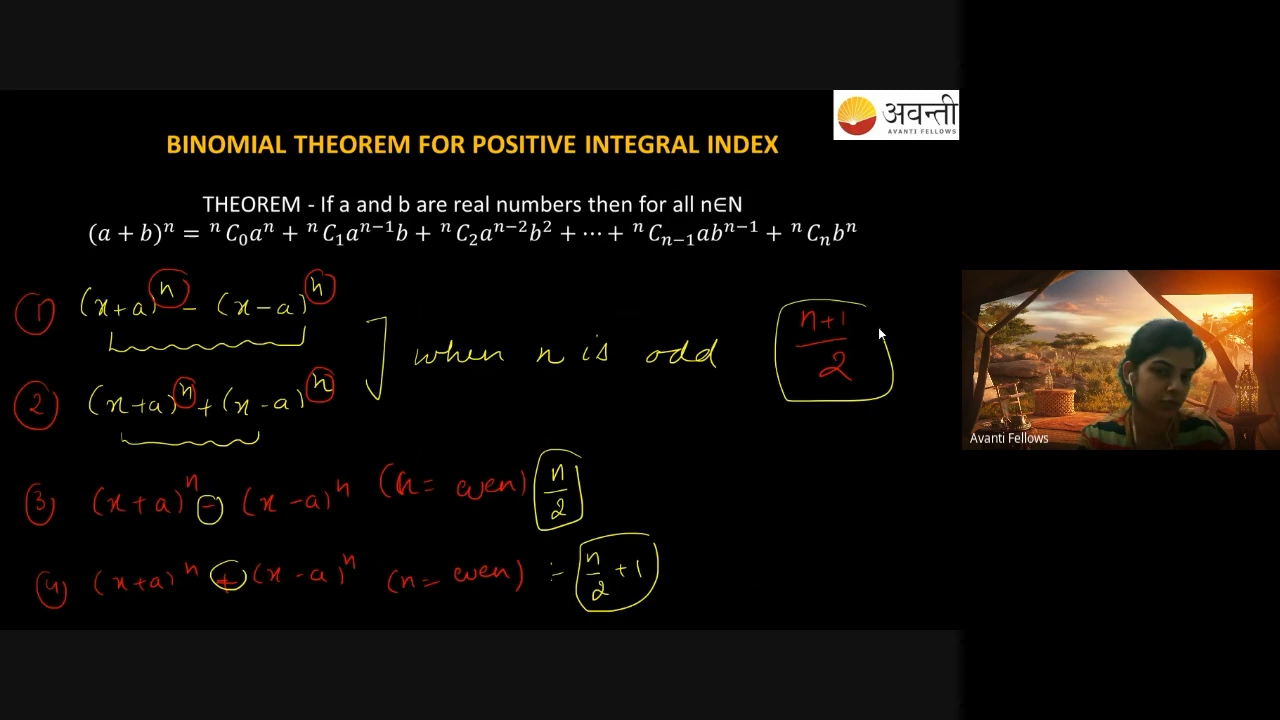 अवन्ती
AVANTI FELLOWS
BINOMIAL THEOREM FOR POSITIVE INTEGRAL INDEX
THEOREM - If a and b are real numbers then for all n∈N
(a + b)ⁿ = ⁿC₀aⁿ + ⁿC₁aⁿ⁻¹b + ⁿC₂aⁿ⁻²b² + ⋯ + ⁿCₙ₋₁abⁿ⁻¹ + ⁿCₙbⁿ
① (x+a)ⁿ - (x-a)ⁿ
② (x+a)ⁿ + (x-a)ⁿ
when n is odd
n+1
2
③ (x+a)ⁿ - (x-a)ⁿ (n = even) n/2
④ (x+a)ⁿ + (x-a)ⁿ (n = even) :- n/2 + 1
Avanti Fellows